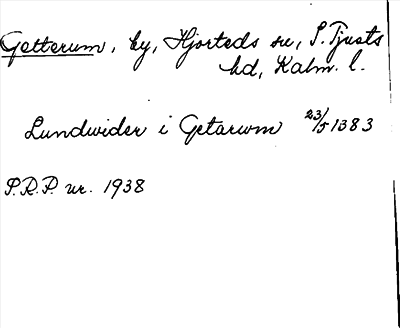 Getterum, by, Hjorteds sn, S. Tjusts
hd, Kalm. l.
Lundwider i Getarwm 23/5 1383
P.R.P. nr. 1938